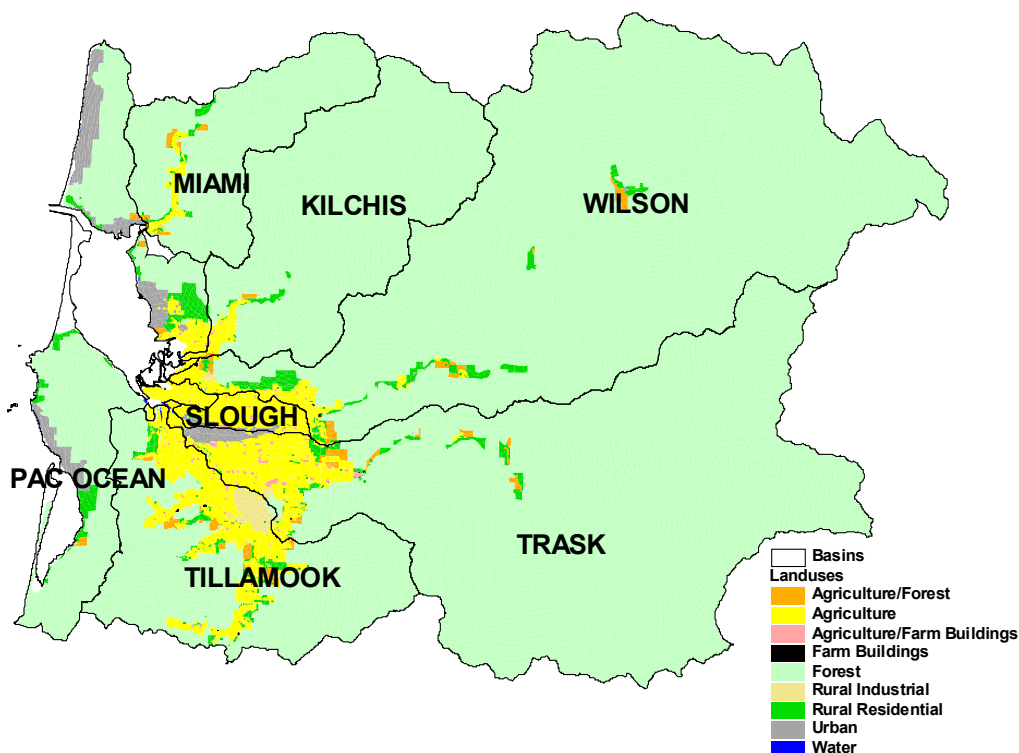 MIAMI
KILCHIS
WILSON
SLOUGH
PAC OCEAN
TRASK
TILLAMOOK
Basins
Landuses
Agriculture/Forest
Agriculture
Agriculture/Farm Buildings
Farm Buildings
Forest
Rural Industrial
Rural Residential
Urban
Water